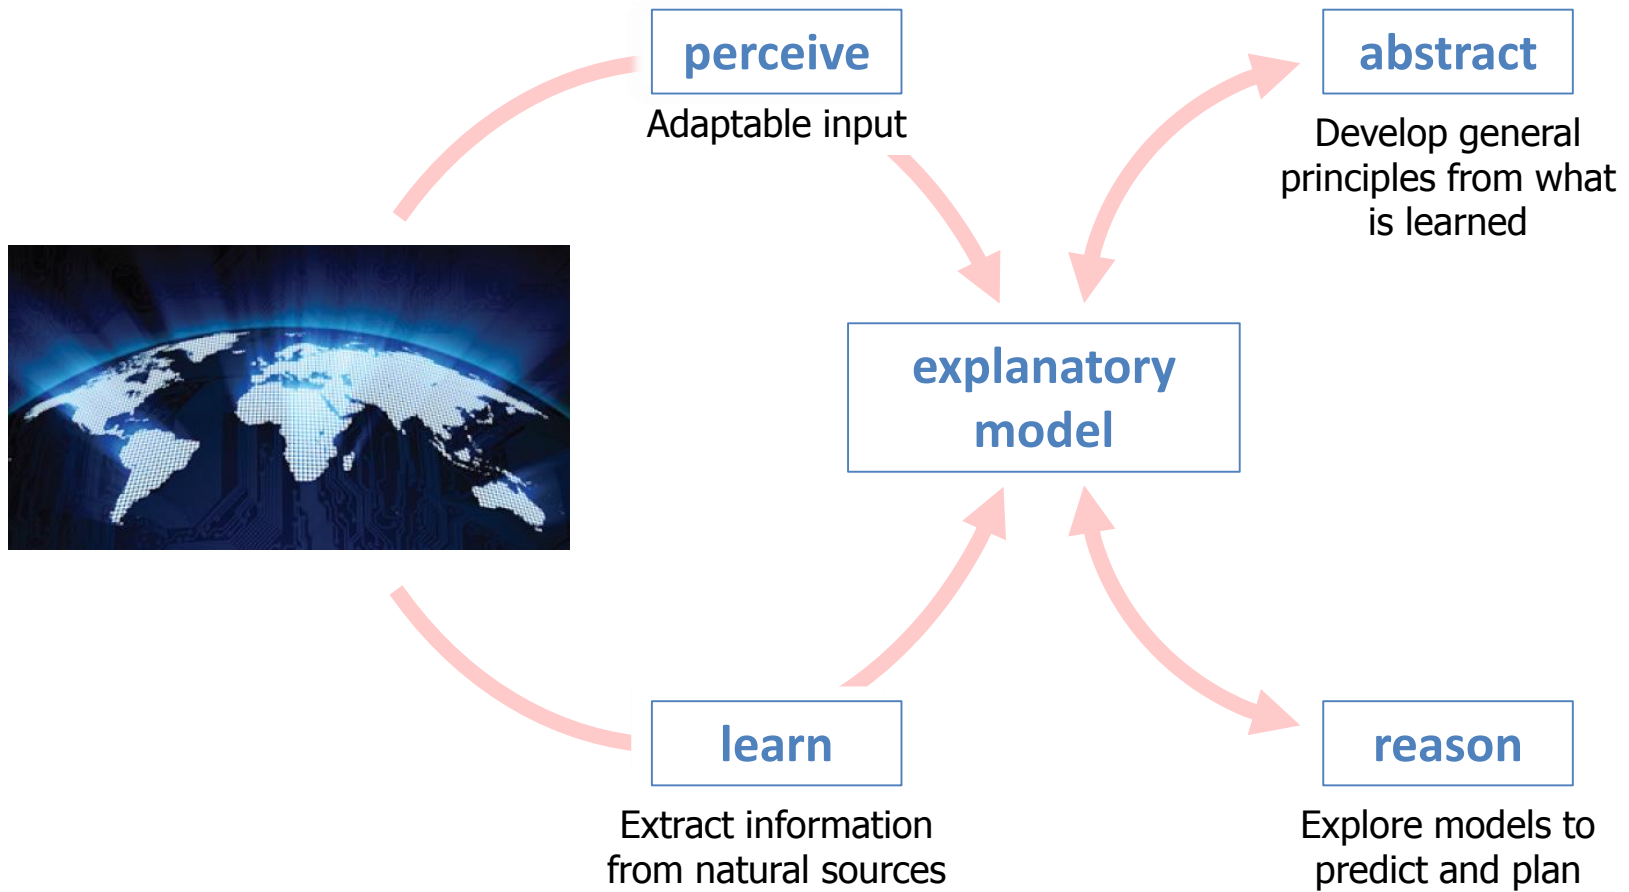 perceive
Adaptable input
abstract
Develop general
principles from what
is learned
explanatory
model
learn
Extract information
from natural sources
reason
Explore models to
predict and plan